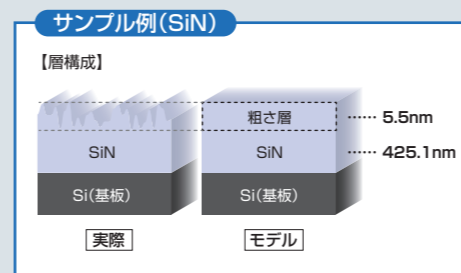 サンプル例(SiN)
【層構成】
粗さ層 …… 5.5nm
SiN SiN …… 425.1nm
Si(基板) Si(基板)
実際 モデル